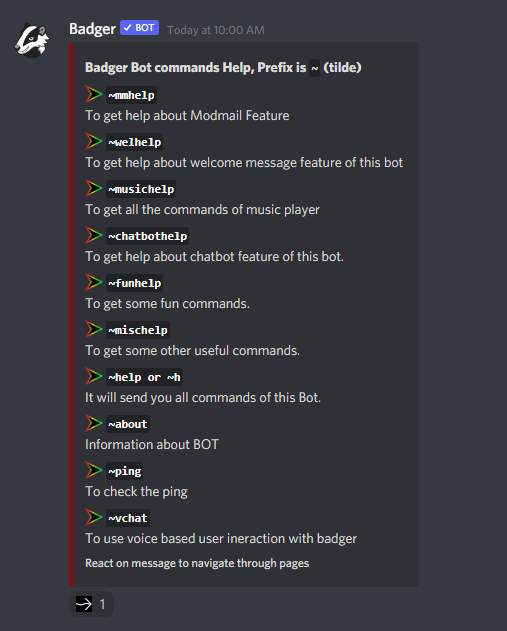 Badger ✓ BOT Today at 10:00 AM
Badger Bot commands Help, Prefix is ~ (tilde)
~mmhelp
To get help about Modmail Feature
~welhelp
To get help about welcome message feature of this bot
~musichelp
To get all the commands of music player
~chatbothelp
To get help about chatbot feature of this bot.
~funhelp
To get some fun commands.
~mischelp
To get some other useful commands.
~help or ~h
It will send you all commands of this Bot.
~about
Information about BOT
~ping
To check the ping
~vchat
To use voice based user ineraction with badger
React on message to navigate through pages
1